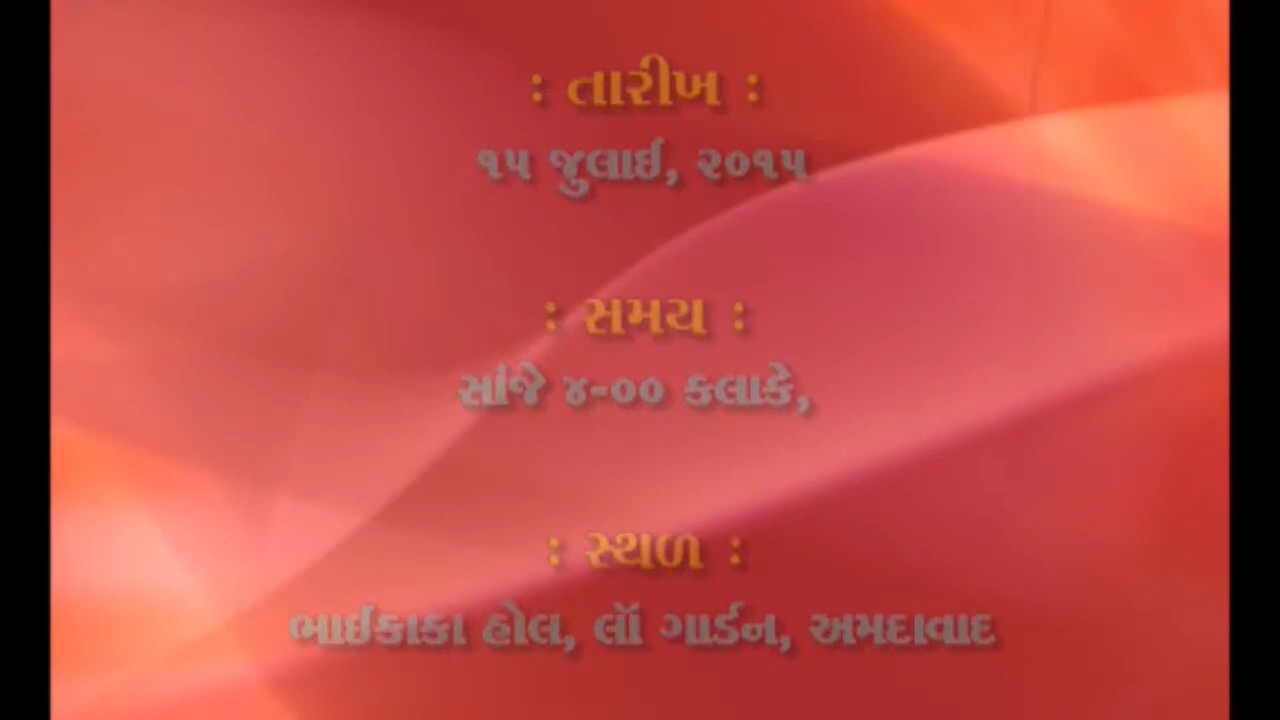 : તારીખ :
૧૫ જુલાઈ, ૨૦૧૫
: સમય :
સાંજે ૪-૦૦ કલાકે,
: સ્થળ :
ભાઈકાકા હોલ, લૉ ગાર્ડન, અમદાવાદ